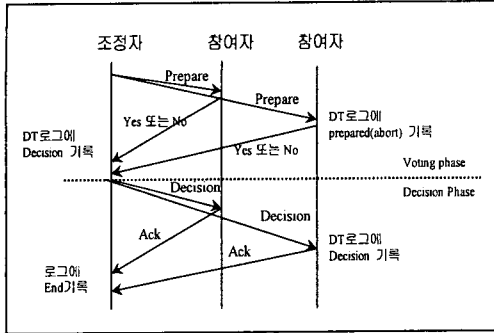 조정자 참여자 참여자
Prepare
Prepare
Yes 또는 No
DT로그에
prepared(abort) 기록
DT로그에
Decision 기록
Yes 또는 No
Voting phase
Decision Phase
Decision
Decision
Ack
Ack
DT로그에
Decision 기록
로그에
End기록